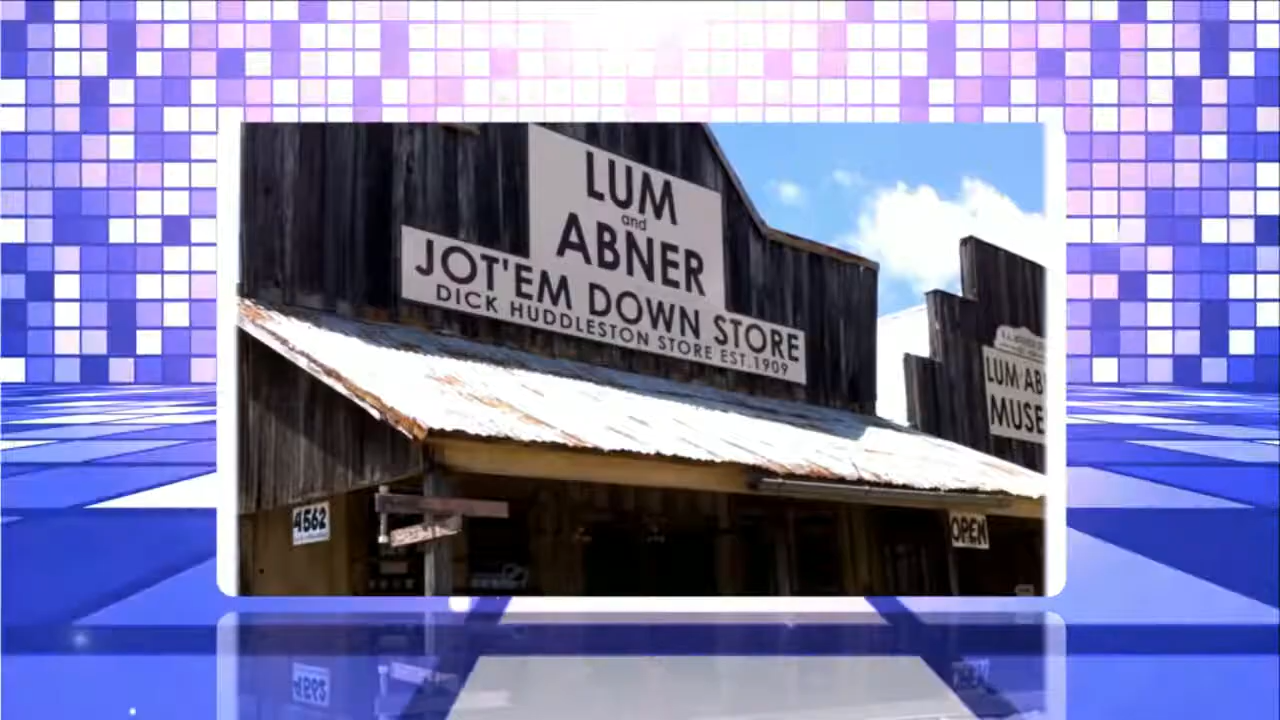 LUM
and
ABNER
JOT'EM DOWN STORE
DICK HUDDLESTON STORE EST.1909
LUM AB
MUSE
4562
OPEN